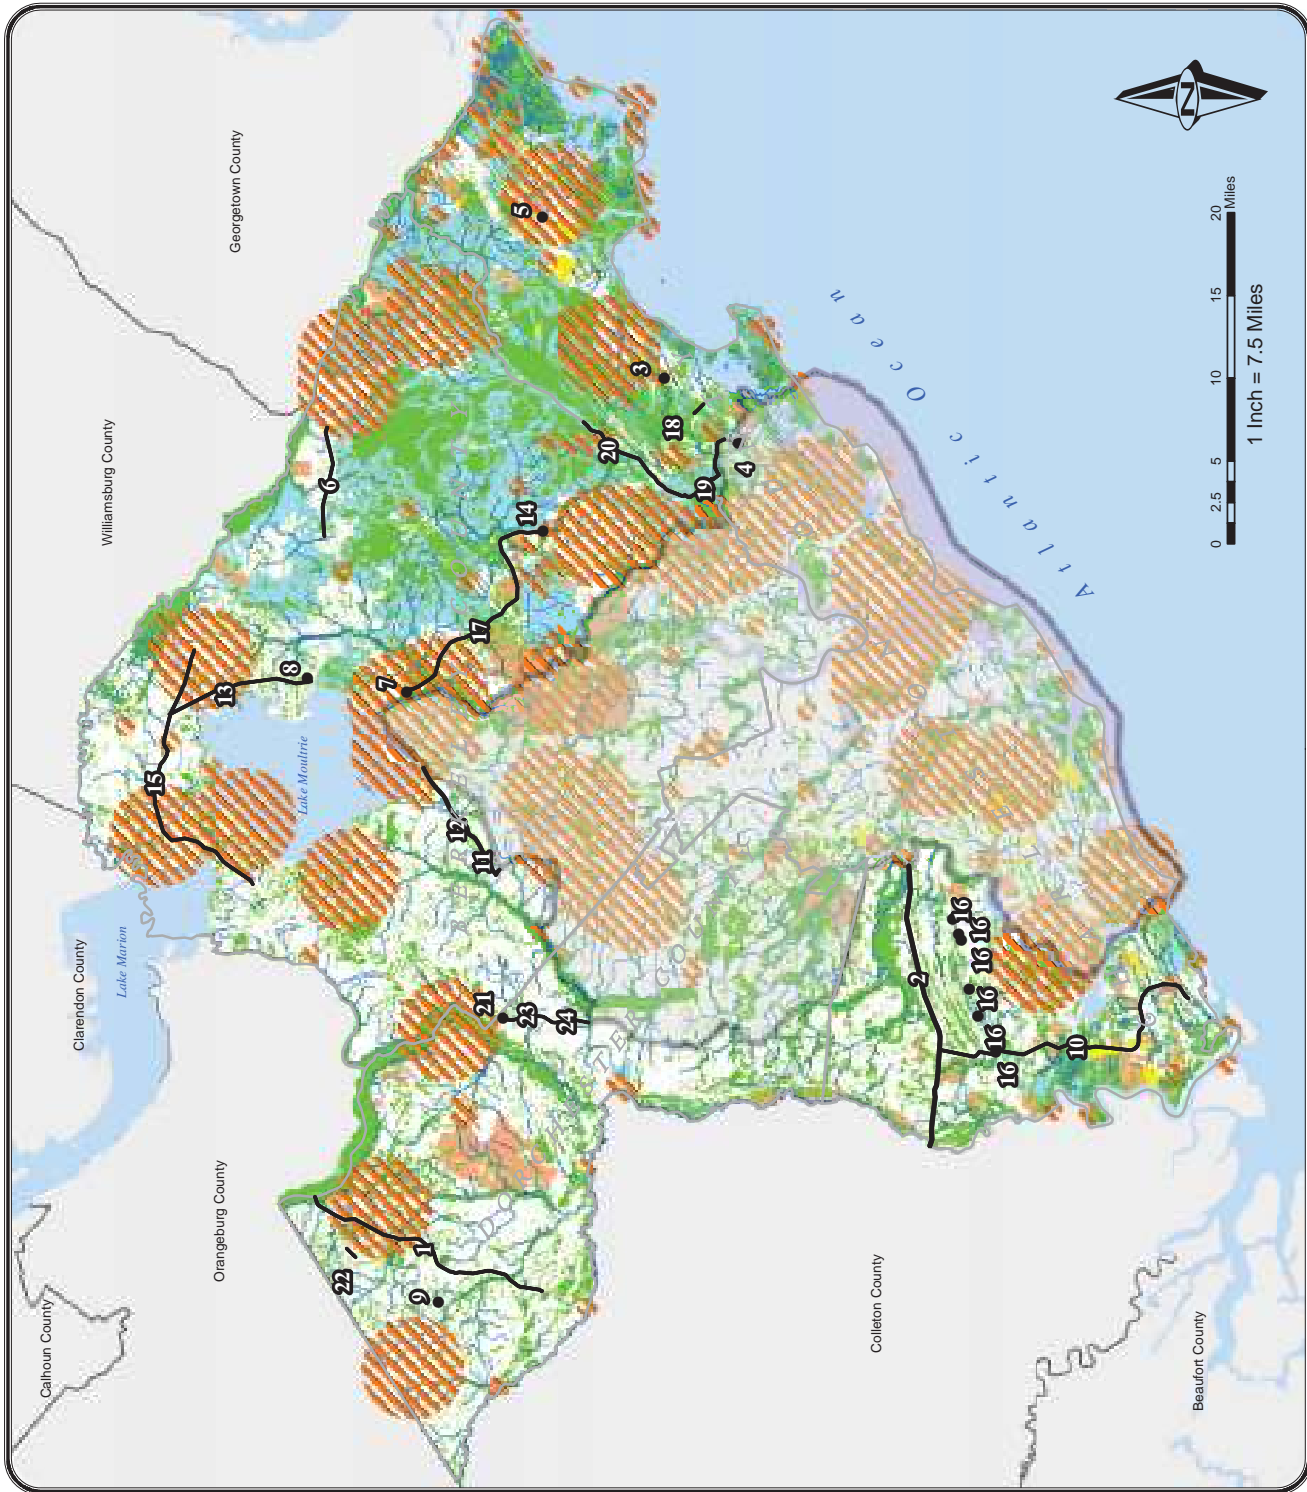 Calhoun County
Clarendon County
Williamsburg County
Georgetown County
Orangeburg County
Lake Marion
Lake Moultrie
Colleton County
Beaufort County
Atlantic Ocean
N
0 2.5 5 10 15 20 Miles
1 Inch = 7.5 Miles
1
2
3
4
5
6
7
8
9
10
11
12
13
14
15
16
16
16
16
16
16
17
18
19
20
21
22
23
24